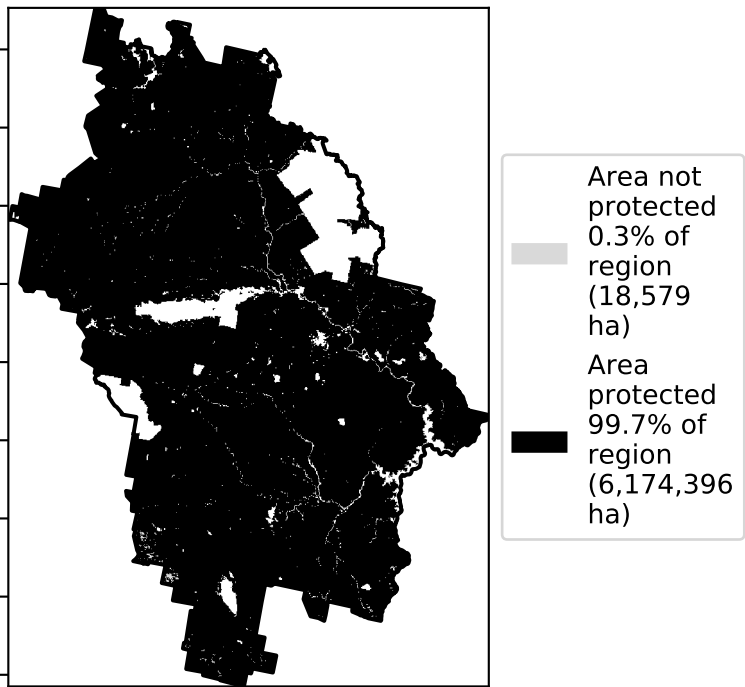 Area not
protected
0.3% of
region
(18,579
ha)
Area
protected
99.7% of
region
(6,174,396
ha)